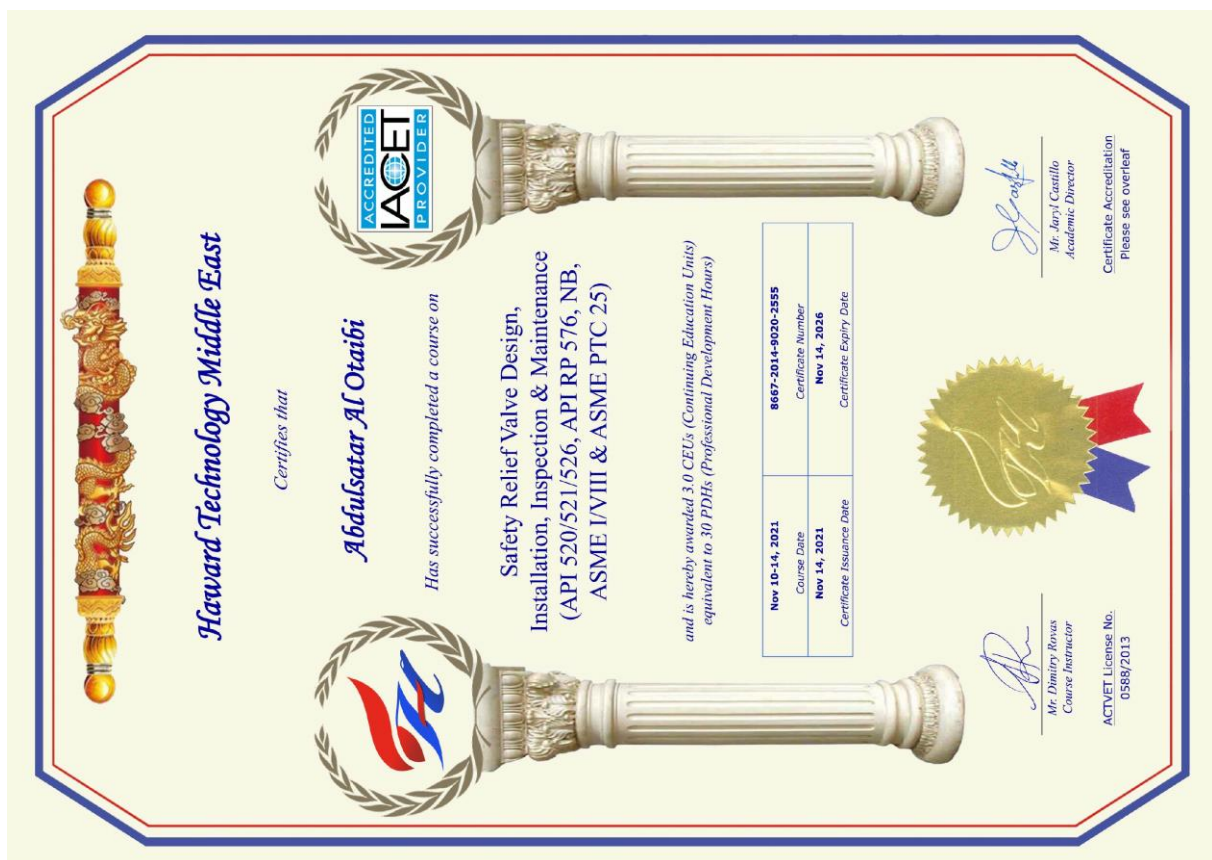 Haward Technology Middle East
Certifies that
Abdulsatar Al Otaibi
Has successfully completed a course on
Safety Relief Valve Design,
Installation, Inspection & Maintenance
(API 520/521/526, API RP 576, NB,
ASME I/VIII & ASME PTC 25)
ACCREDITED
IACET
PROVIDER
and is hereby awarded 3.0 CEUs (Continuing Education Units)
equivalent to 30 PDHs (Professional Development Hours)
Nov 10-14, 2021
Course Date
8667-2014-9020-2555
Certificate Number
Nov 14, 2021
Certificate Issuance Date
Nov 14, 2026
Certificate Expiry Date
Mr. Dimitry Rovas
Course Instructor
ACTVET License No.
0588/2013
Mr. Jaryl Castillo
Academic Director
Certificate Accreditation
Please see overleaf